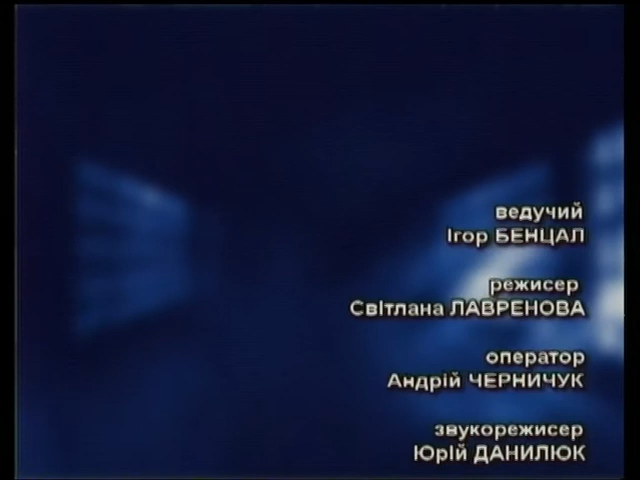 ведучий
Ігор БЕНЦАЛ
режисер
СвІтлана ЛАВРЕНОВА
оператор
Андрій ЧЕРНИЧУК
звукорежисер
ЮрІй ДАНИЛЮК